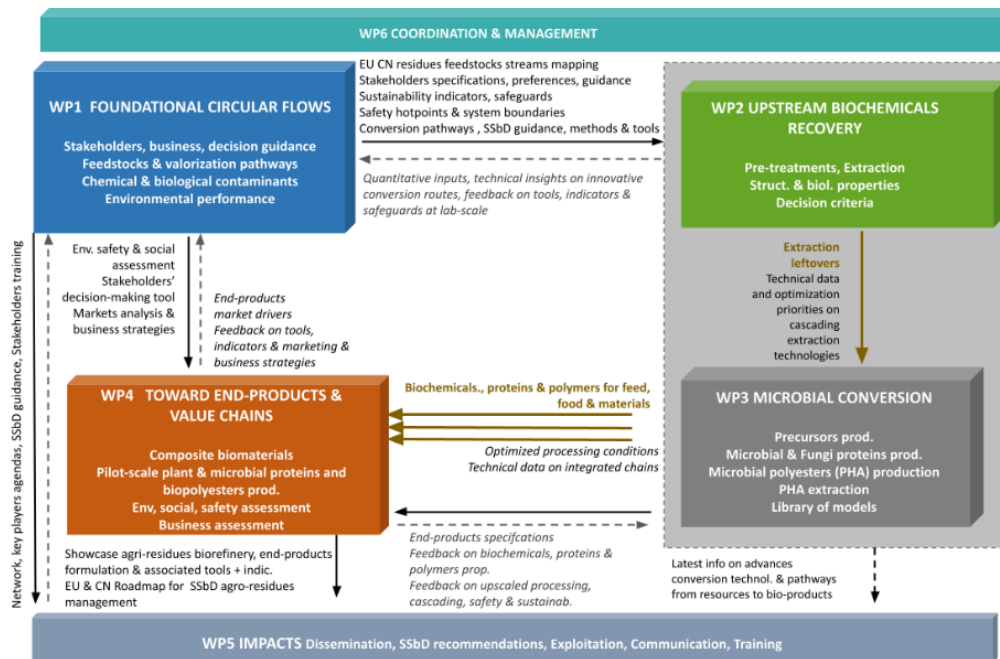 WP6 COORDINATION & MANAGEMENT
WP1 FOUNDATIONAL CIRCULAR FLOWS
Stakeholders, business, decision guidance
Feedstocks & valorization pathways
Chemical & biological contaminants
Environmental performance
EU CN residues feedstocks streams mapping
Stakeholders specifications, preferences, guidance
Sustainability indicators, safeguards
Safety hotpoints & system boundaries
Conversion pathways , SSbD guidance, methods & tools
Quantitative inputs, technical insights on innovative
conversion routes, feedback on tools, indicators &
safeguards at lab-scale
WP2 UPSTREAM BIOCHEMICALS
RECOVERY
Pre-treatments, Extraction
Struct. & biol. properties
Decision criteria
Network, key players agendas, SSbD guidance, Stakeholders training
Env. safety & social
assessment
Stakeholders'
decision-making tool
Markets analysis &
business strategies
End-products
market drivers
Feedback on tools,
indicators & marketing &
business strategies
Extraction
leftovers
Technical data
and optimization
priorities on
cascading
extraction
technologies
WP4 TOWARD END-PRODUCTS &
VALUE CHAINS
Composite biomaterials
Pilot-scale plant & microbial proteins and
biopolyesters prod.
Env, social, safety assessment
Business assessment
Biochemicals., proteins & polymers for feed,
food & materials
Optimized processing conditions
Technical data on integrated chains
WP3 MICROBIAL CONVERSION
Precursors prod.
Microbial & Fungi proteins prod.
Microbial polyesters (PHA) production
PHA extraction
Library of models
Showcase agri-residues biorefinery, end-products
formulation & associated tools + indic.
EU & CN Roadmap for SSbD agro-residues
management
End-products specifcations
Feedback on biochemicals, proteins &
polymers prop.
Feedback on upscaled processing,
cascading, safety & sustainab.
Latest info on advances
conversion technol. & pathways
from resources to bio-products
WP5 IMPACTS Dissemination, SSbD recommendations, Exploitation, Communication, Training